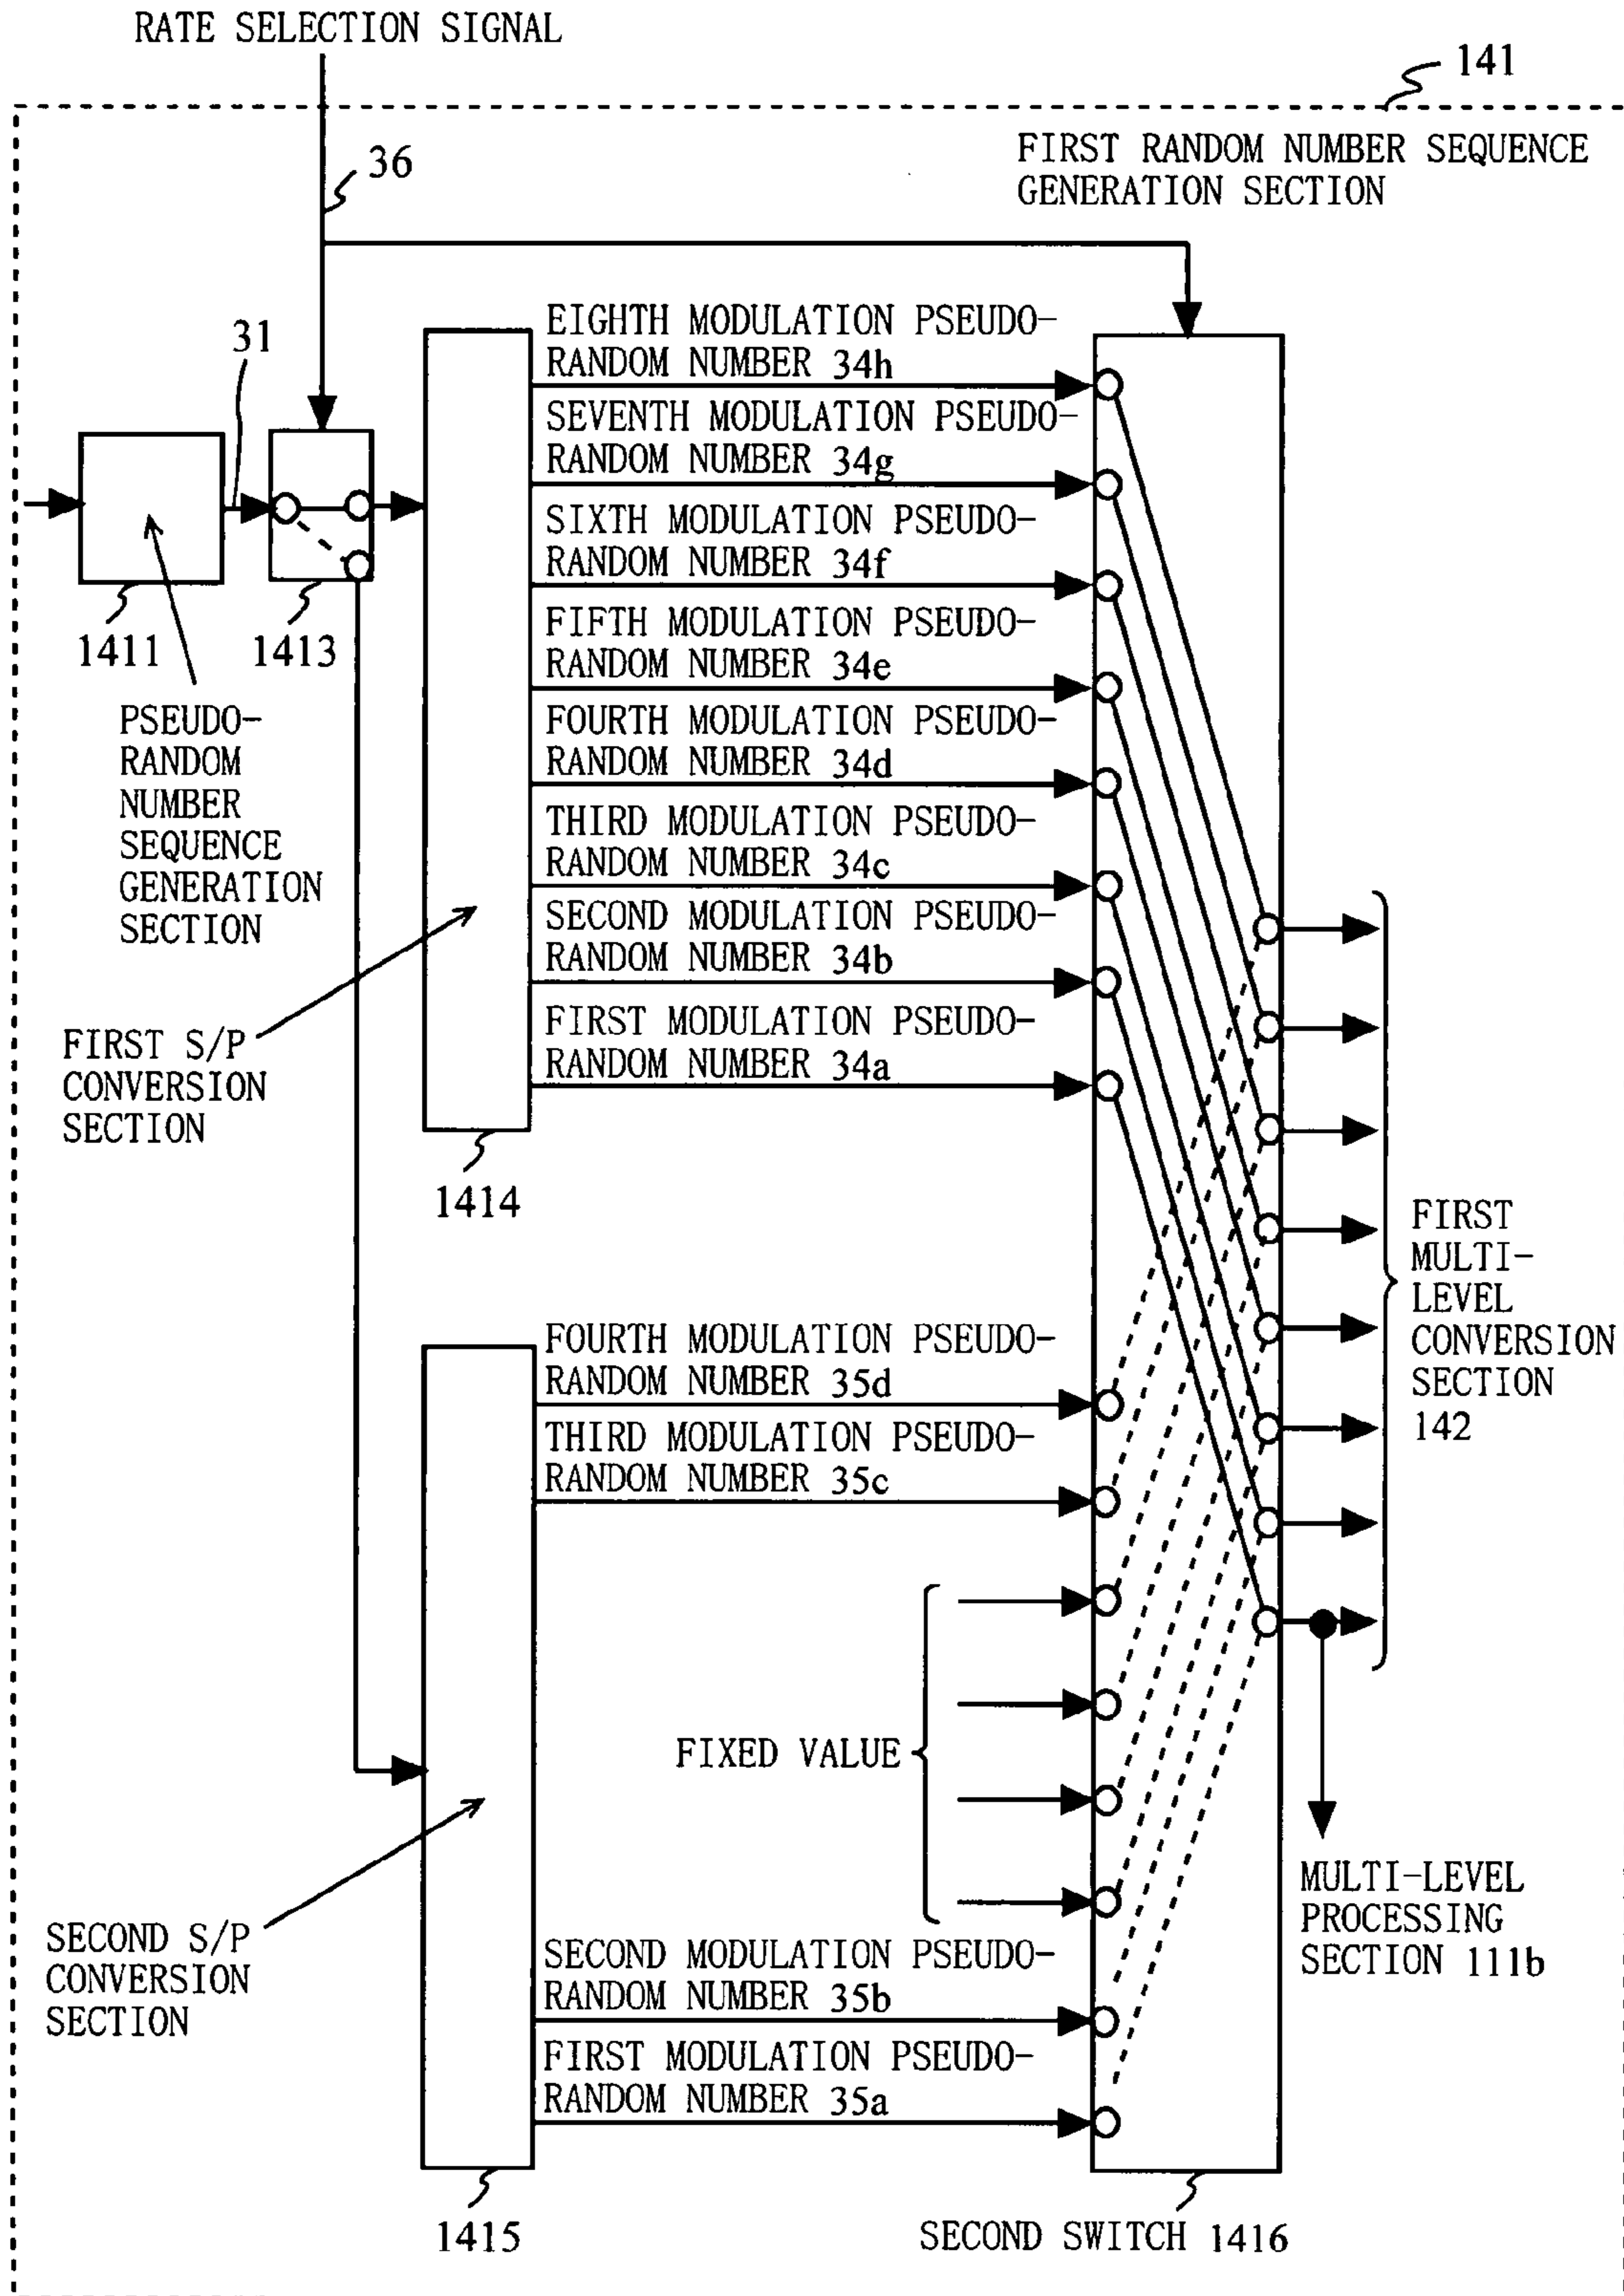 RATE SELECTION SIGNAL
141
FIRST RANDOM NUMBER SEQUENCE
GENERATION SECTION
36
31
EIGHTH MODULATION PSEUDO-
RANDOM NUMBER 34h
SEVENTH MODULATION PSEUDO-
RANDOM NUMBER 34g
SIXTH MODULATION PSEUDO-
RANDOM NUMBER 34f
FIFTH MODULATION PSEUDO-
RANDOM NUMBER 34e
FOURTH MODULATION PSEUDO-
RANDOM NUMBER 34d
THIRD MODULATION PSEUDO-
RANDOM NUMBER 34c
SECOND MODULATION PSEUDO-
RANDOM NUMBER 34b
FIRST MODULATION PSEUDO-
RANDOM NUMBER 34a
1411
1413
PSEUDO-
RANDOM
NUMBER
SEQUENCE
GENERATION
SECTION
FIRST S/P
CONVERSION
SECTION
1414
FIRST
MULTI-
LEVEL
CONVERSION
SECTION
142
FOURTH MODULATION PSEUDO-
RANDOM NUMBER 35d
THIRD MODULATION PSEUDO-
RANDOM NUMBER 35c
FIXED VALUE
SECOND MODULATION PSEUDO-
RANDOM NUMBER 35b
FIRST MODULATION PSEUDO-
RANDOM NUMBER 35a
MULTI-LEVEL
PROCESSING
SECTION 111b
SECOND S/P
CONVERSION
SECTION
1415
SECOND SWITCH 1416